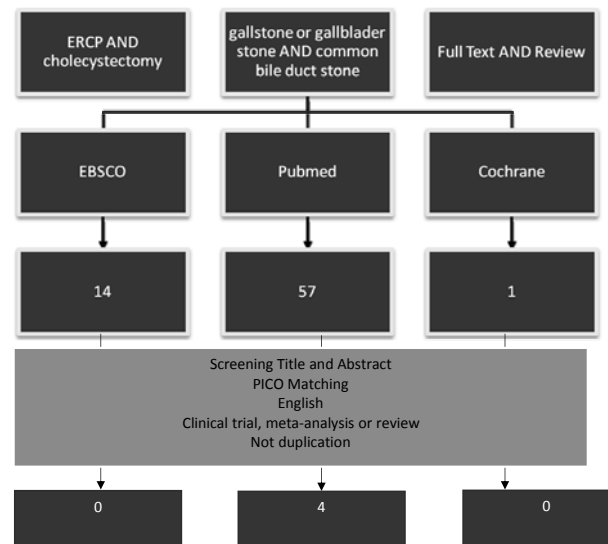 ERCP AND
cholecystectomy
gallstone or gallblader
stone AND common
bile duct stone
Full Text AND Review
EBSCO
Pubmed
Cochrane
14
57
1
Screening Title and Abstract
PICO Matching
English
Clinical trial, meta-analysis or review
Not duplication
0
4
0